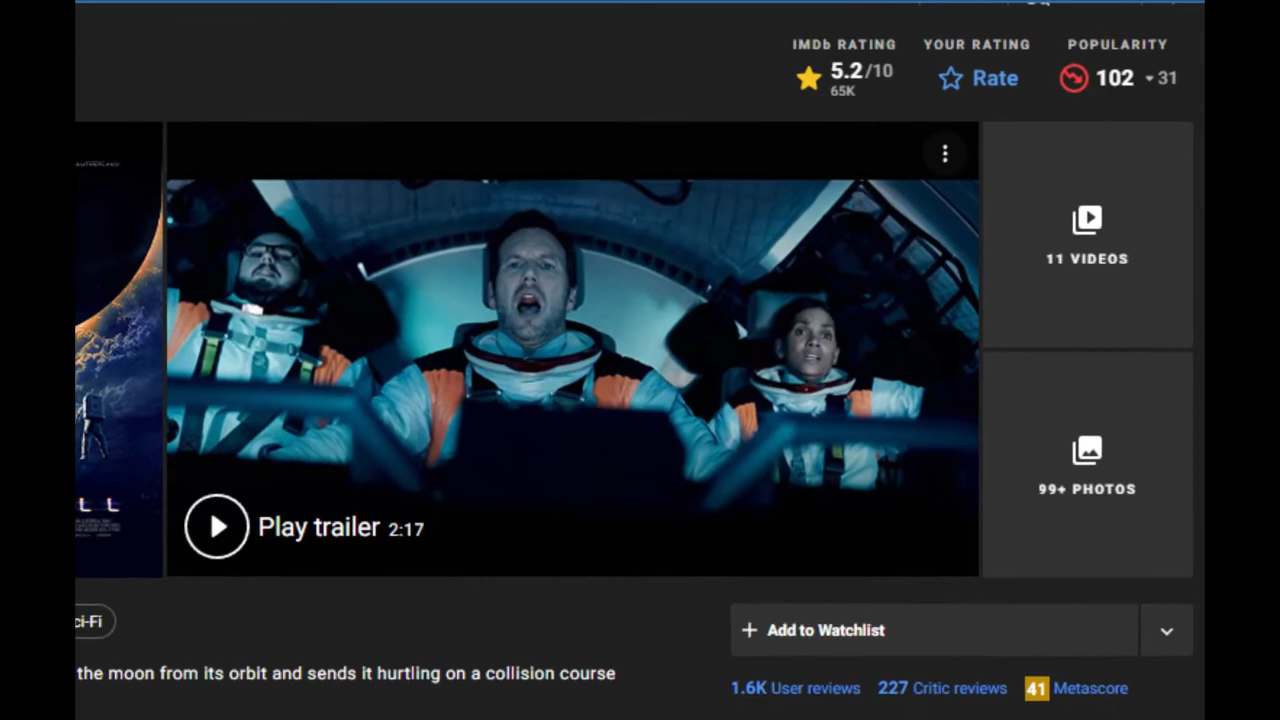 IMDb RATING
YOUR RATING
POPULARITY
5.2/10
65K
Rate
102
31
11 VIDEOS
99+ PHOTOS
Play trailer 2:17
ci-Fi
Add to Watchlist
the moon from its orbit and sends it hurtling on a collision course
1.6K User reviews
227 Critic reviews
41 Metascore